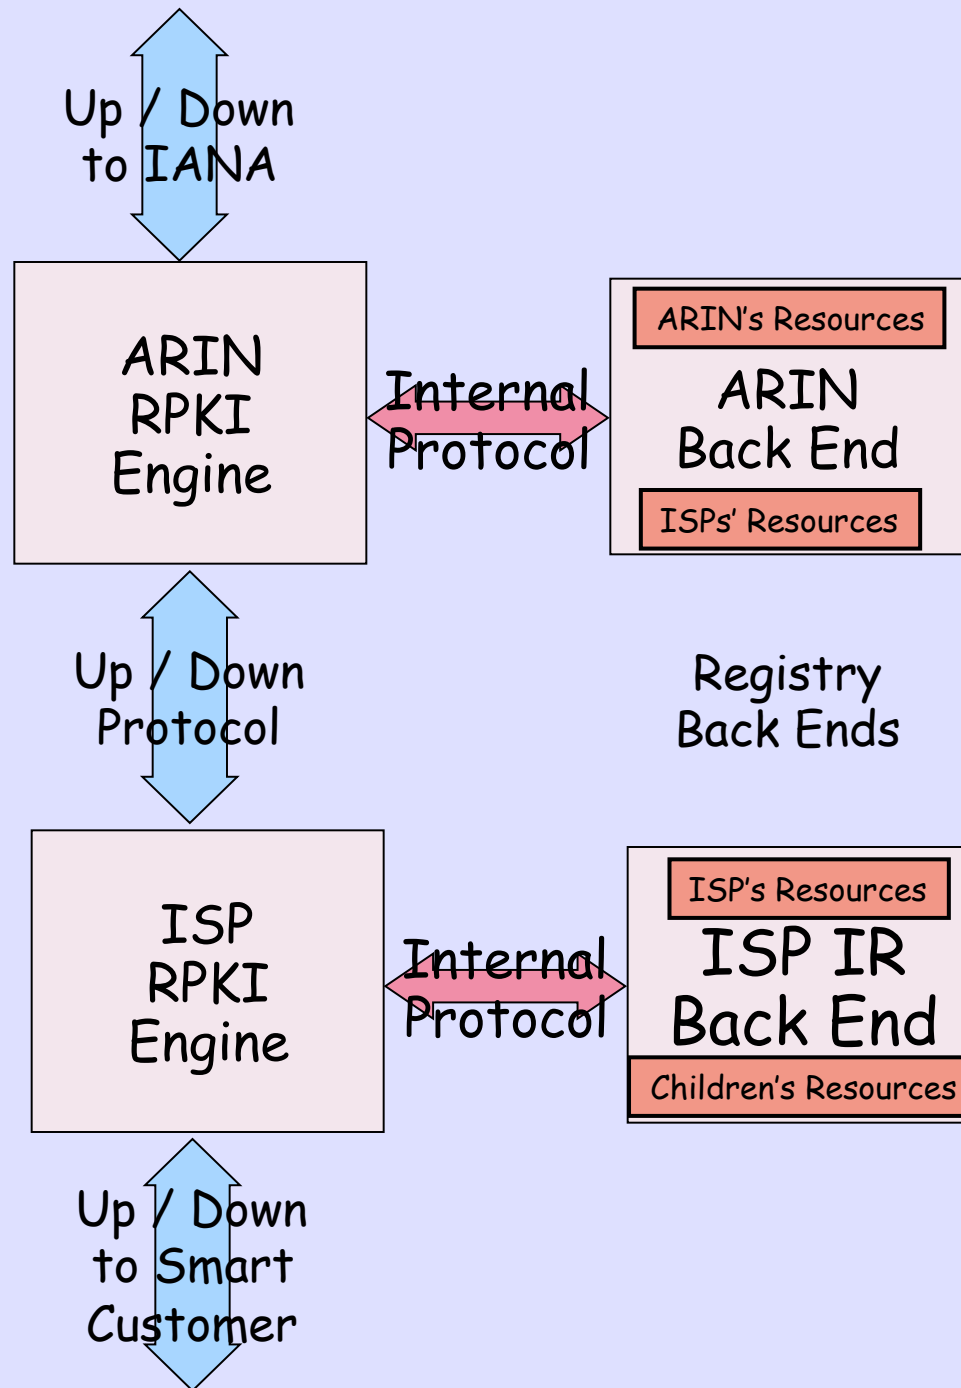 Up / Down
to IANA
ARIN
RPKI
Engine
Internal
Protocol
ARIN's Resources
ARIN
Back End
ISPs' Resources
Up / Down
Protocol
Registry
Back Ends
ISP
RPKI
Engine
Internal
Protocol
ISP's Resources
ISP IR
Back End
Children's Resources
Up / Down
to Smart
Customer